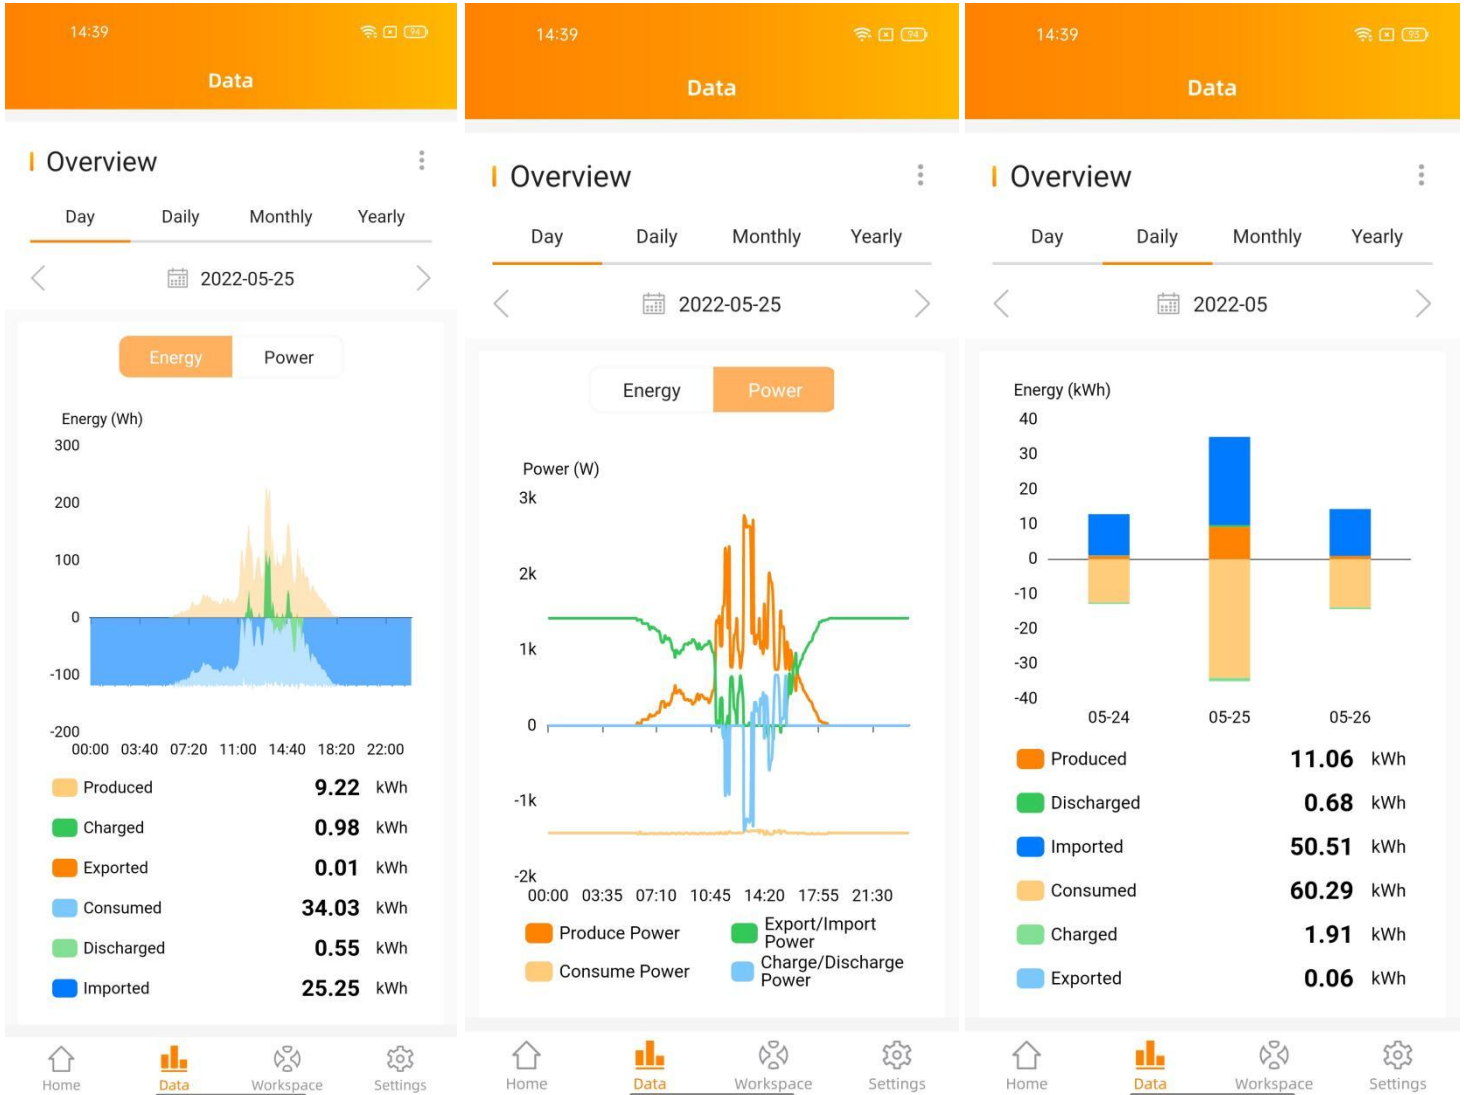 14:39
94
Data
Overview
Day Daily Monthly Yearly
2022-05-25
Energy Power
Energy (Wh)
300
200
100
0
-100
-200
00:00 03:40 07:20 11:00 14:40 18:20 22:00
Produced 9.22 kWh
Charged 0.98 kWh
Exported 0.01 kWh
Consumed 34.03 kWh
Discharged 0.55 kWh
Imported 25.25 kWh
Home Data Workspace Settings
14:39
94
Data
Overview
Day Daily Monthly Yearly
2022-05-25
Energy Power
Power (W)
3k
2k
1k
0
-1k
-2k
00:00 03:35 07:10 10:45 14:20 17:55 21:30
Produce Power
Export/Import
Power
Consume Power
Charge/Discharge
Power
Home Data Workspace Settings
14:39
95
Data
Overview
Day Daily Monthly Yearly
2022-05
Energy (kWh)
40
30
20
10
0
-10
-20
-30
-40
05-24 05-25 05-26
Produced 11.06 kWh
Discharged 0.68 kWh
Imported 50.51 kWh
Consumed 60.29 kWh
Charged 1.91 kWh
Exported 0.06 kWh
Home Data Workspace Settings